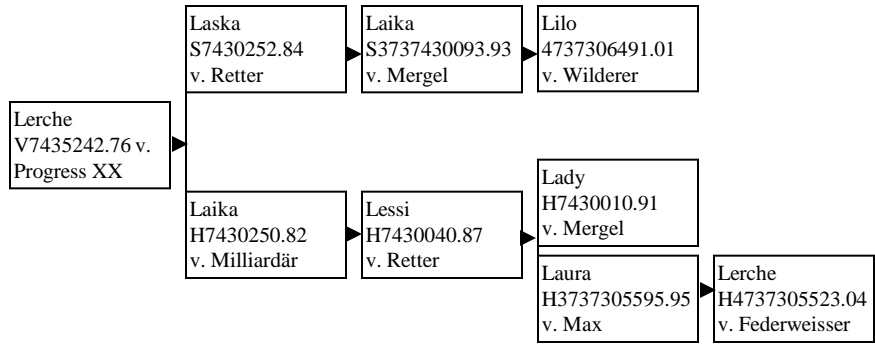 Laska
S7430252.84
v. Retter
Laika
S3737430093.93
v. Mergel
Lilo
4737306491.01
v. Wilderer
Lerche
V7435242.76 v.
Progress XX
Laika
H7430250.82
v. Milliardär
Lessi
H7430040.87
v. Retter
Lady
H7430010.91
v. Mergel
Laura
H3737305595.95
v. Max
Lerche
H4737305523.04
v. Federweisser